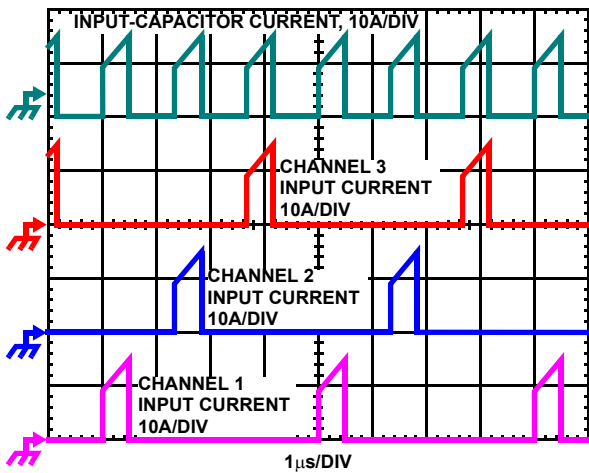 INPUT-CAPACITOR CURRENT, 10A/DIV
CHANNEL 3
INPUT CURRENT
10A/DIV
CHANNEL 2
INPUT CURRENT
10A/DIV
CHANNEL 1
INPUT CURRENT
10A/DIV
1μs/DIV